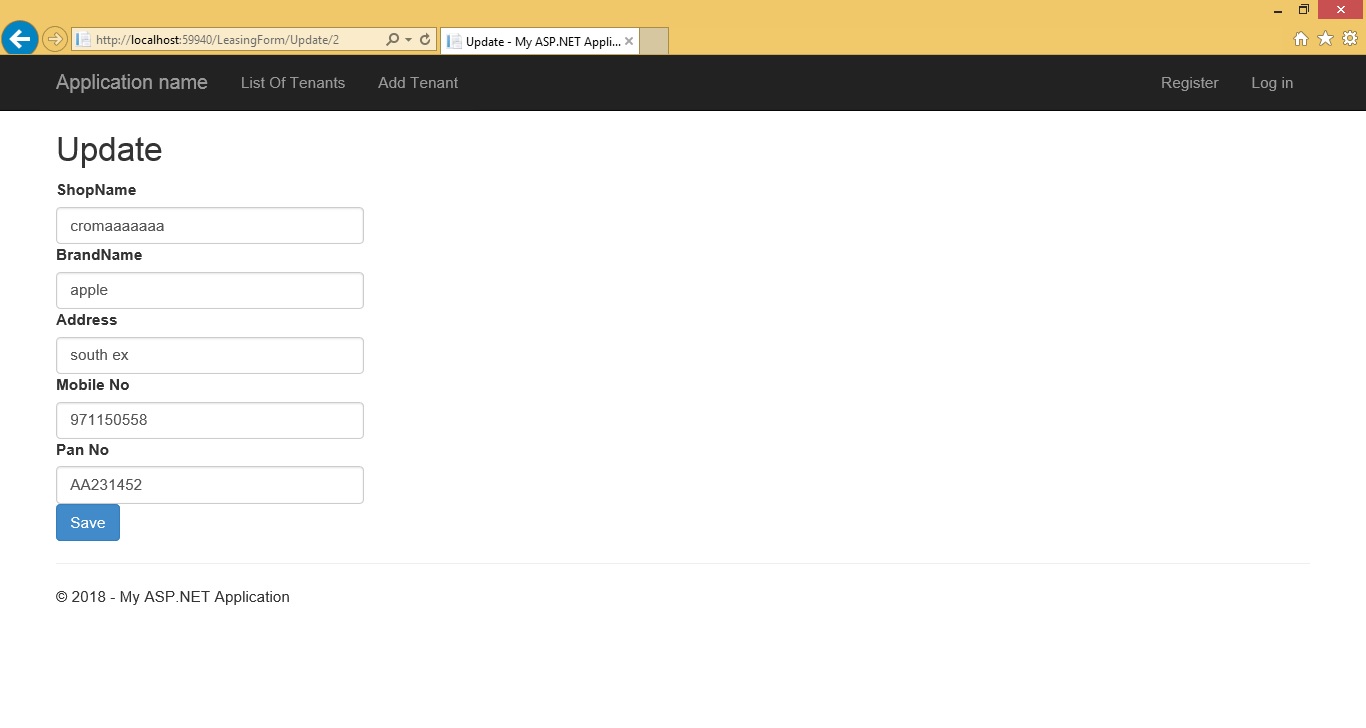 http://localhost:59940/LeasingForm/Update/2
Update - My ASP.NET Appli...
Application name List Of Tenants Add Tenant Register Log in
Update
ShopName
cromaaaaaaa
BrandName
apple
Address
south ex
Mobile No
971150558
Pan No
AA231452
Save
© 2018 - My ASP.NET Application